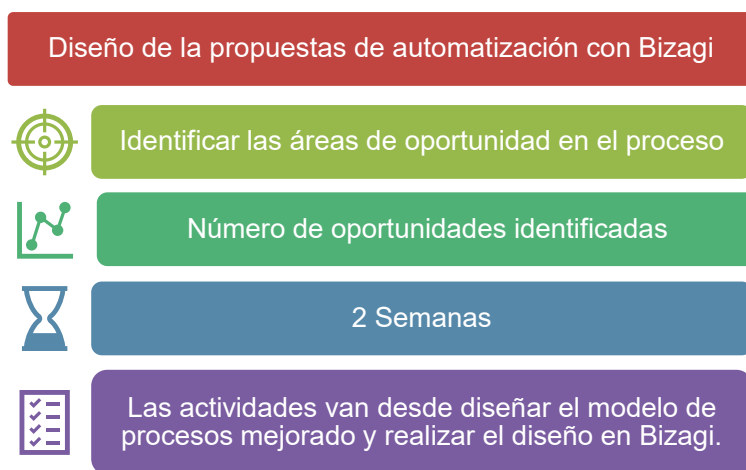 Diseño de la propuestas de automatización con Bizagi
Identificar las áreas de oportunidad en el proceso
Número de oportunidades identificadas
2 Semanas
Las actividades van desde diseñar el modelo de
procesos mejorado y realizar el diseño en Bizagi.